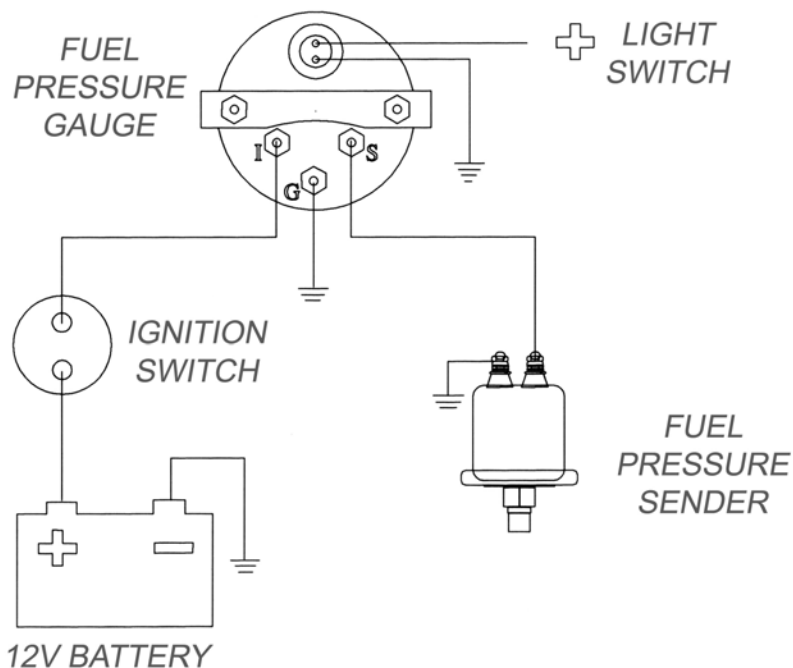 FUEL
PRESSURE
GAUGE
LIGHT
SWITCH
I
S
G
IGNITION
SWITCH
FUEL
PRESSURE
SENDER
12V BATTERY